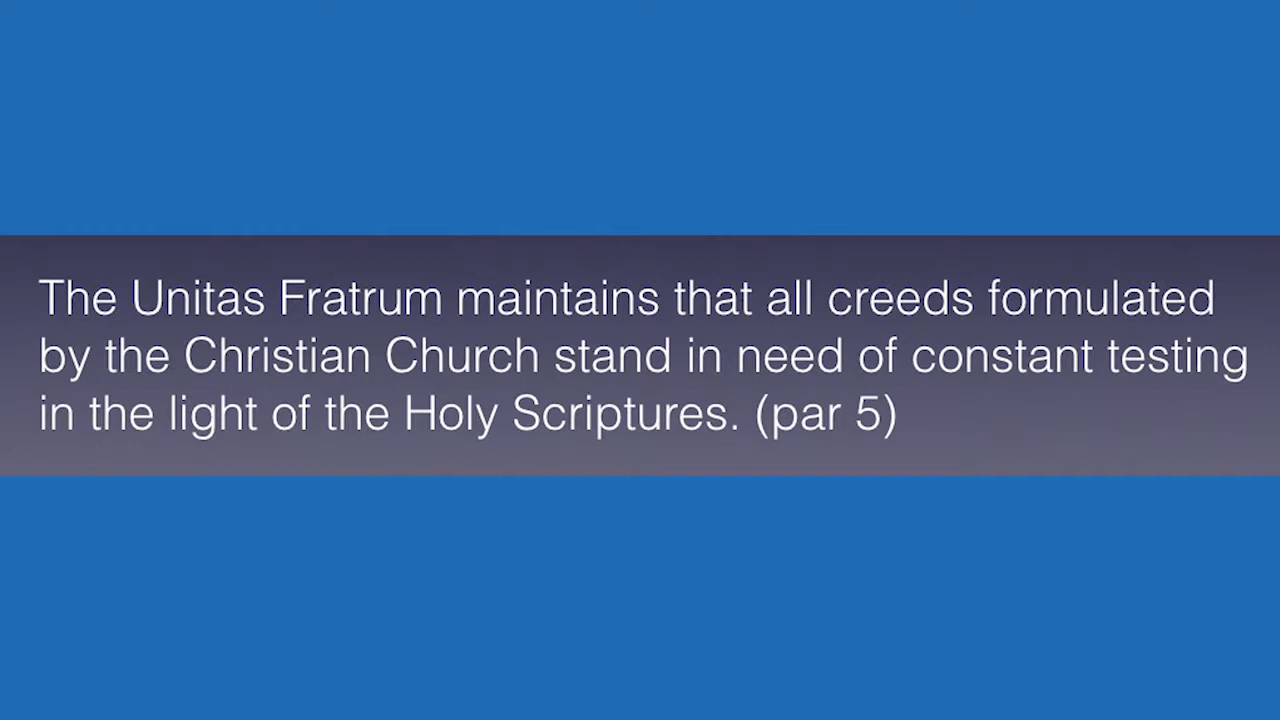 The Unitas Fratrum maintains that all creeds formulated
by the Christian Church stand in need of constant testing
in the light of the Holy Scriptures. (par 5)